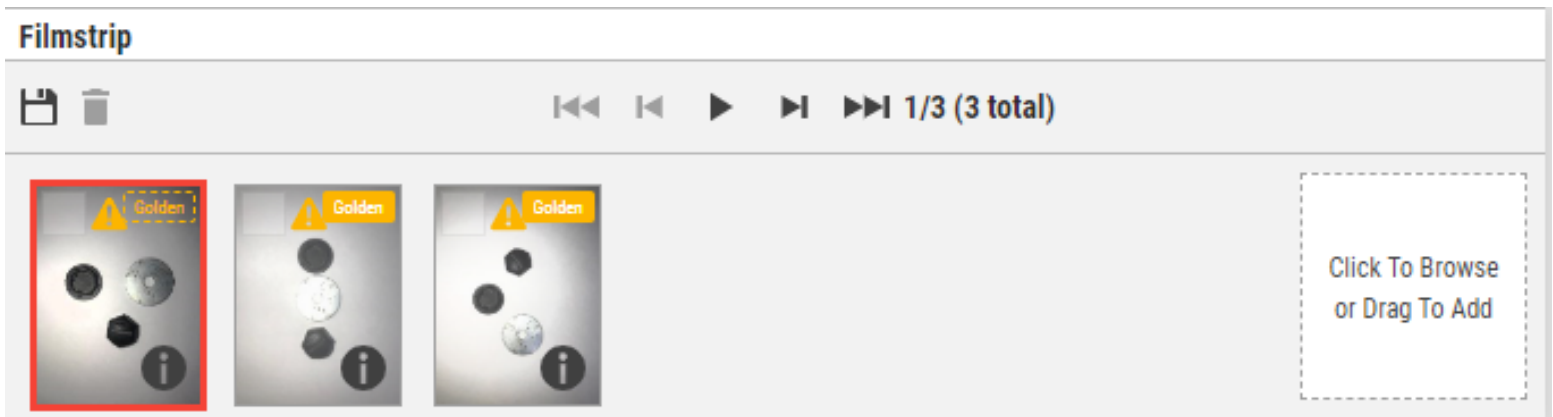 Filmstrip
1/3 (3 total)
Golden
Golden
Golden
Click To Browse
or Drag To Add